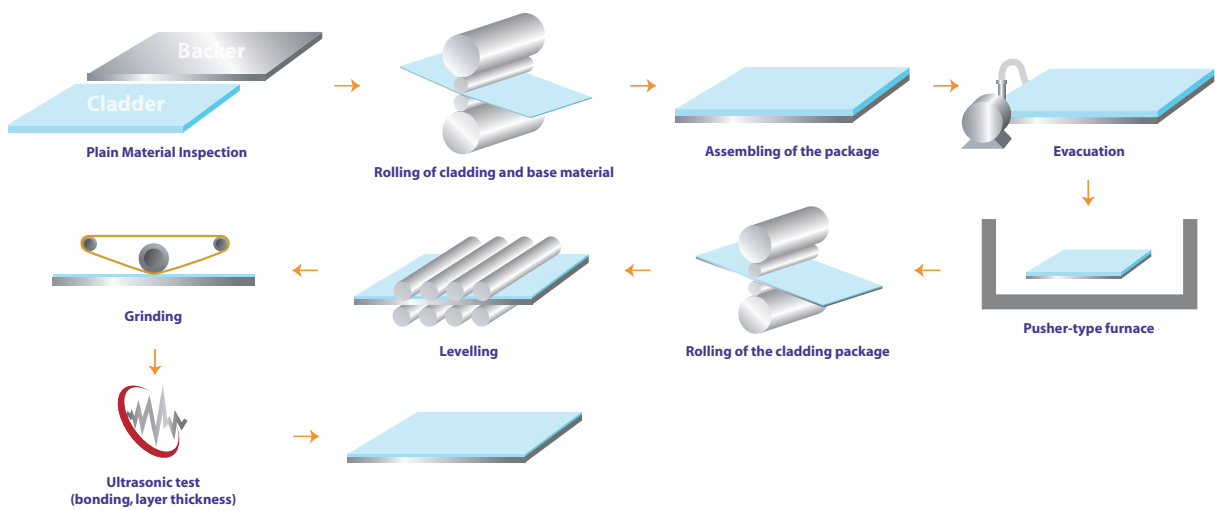 Backer
Cladder
Plain Material Inspection
Rolling of cladding and base material
Assembling of the package
Evacuation
Pusher-type furnace
Rolling of the cladding package
Levelling
Grinding
Ultrasonic test
(bonding, layer thickness)